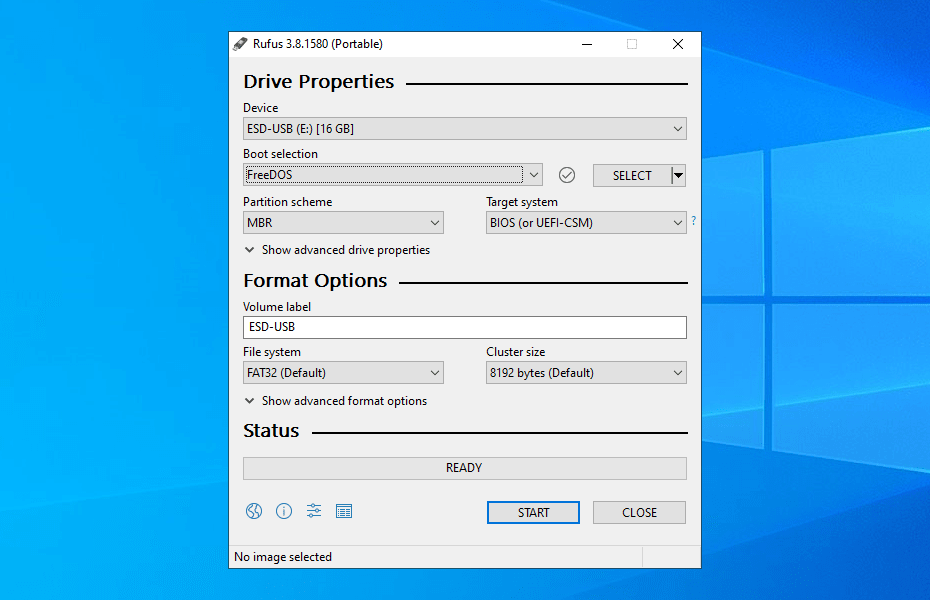 Rufus 3.8.1580 (Portable)
Drive Properties
Device
ESD-USB (E:) [16 GB]
Boot selection
FreeDOS
SELECT
Partition scheme
Target system
MBR
BIOS (or UEFI-CSM)
?
Show advanced drive properties
Format Options
Volume label
ESD-USB
File system
Cluster size
FAT32 (Default)
8192 bytes (Default)
Show advanced format options
Status
READY
START
CLOSE
No image selected